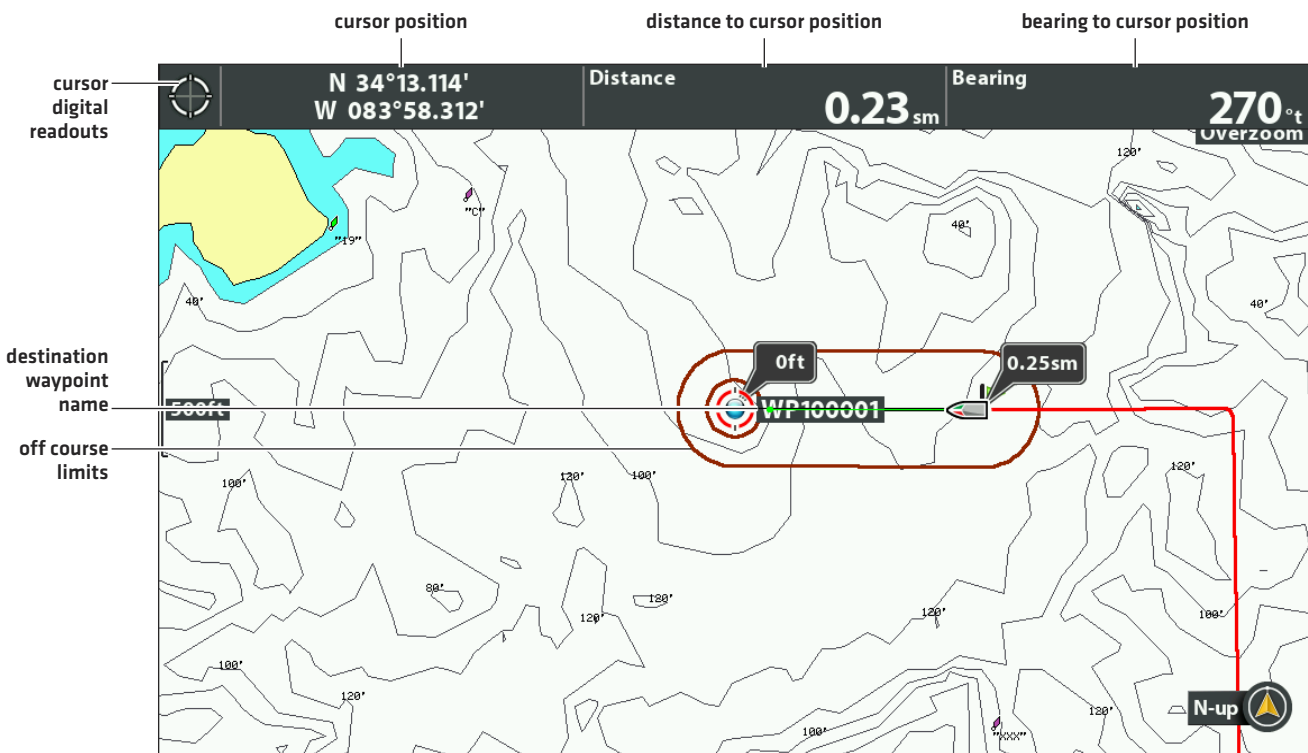 cursor position
distance to cursor position
bearing to cursor position
cursor
digital
readouts
N 34°13.114'
W 083°58.312'
Distance
0.23 sm
Bearing
270 °t
Overzoom
120'
"C"
"19"
40'
40'
40'
destination
waypoint
name
0ft
0.25sm
500ft
WP100001
off course
limits
100'
120'
100'
120'
80'
120'
120'
120'
100'
100'
120'
120'
100'
"XXX"
N-up